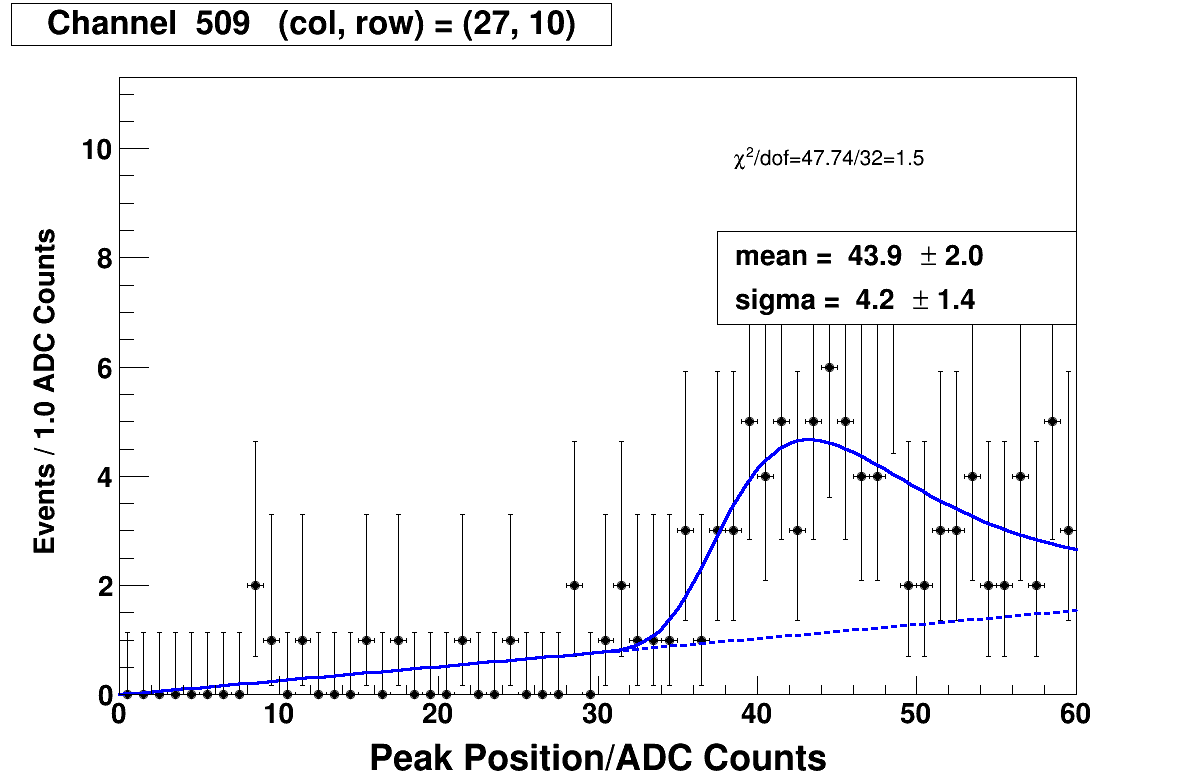 Channel 509 (col, row) = (27, 10)
χ²/dof=47.74/32=1.5
mean = 43.9 ± 2.0
sigma = 4.2 ± 1.4
Events / 1.0 ADC Counts
10
8
6
4
2
0
0 10 20 30 40 50 60
Peak Position/ADC Counts